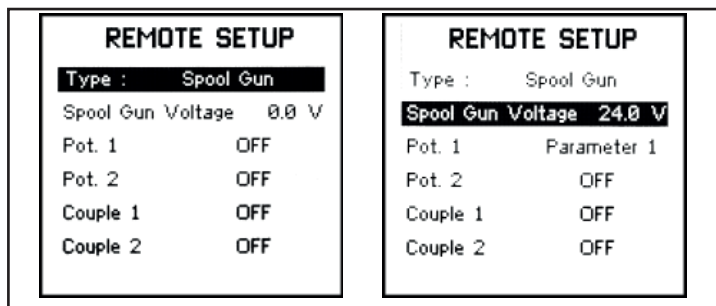 REMOTE SETUP
Type : Spool Gun
Spool Gun Voltage 0.0 V
Pot. 1 OFF
Pot. 2 OFF
Couple 1 OFF
Couple 2 OFF
REMOTE SETUP
Type : Spool Gun
Spool Gun Voltage 24.0 V
Pot. 1 Parameter 1
Pot. 2 OFF
Couple 1 OFF
Couple 2 OFF